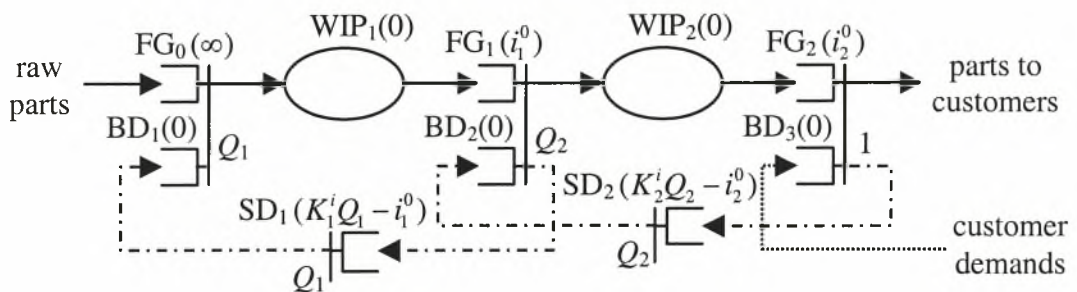 WIP₁(0) WIP₂(0)
FG₀(∞) FG₁(i₁⁰) FG₂(i₂⁰)
raw
parts
parts to
customers
BD₁(0) BD₂(0) BD₃(0)
Q₁ Q₂ 1
SD₁(K₁ⁱQ₁ − i₁⁰) SD₂(K₂ⁱQ₂ − i₂⁰)
Q₁ Q₂
customer
demands